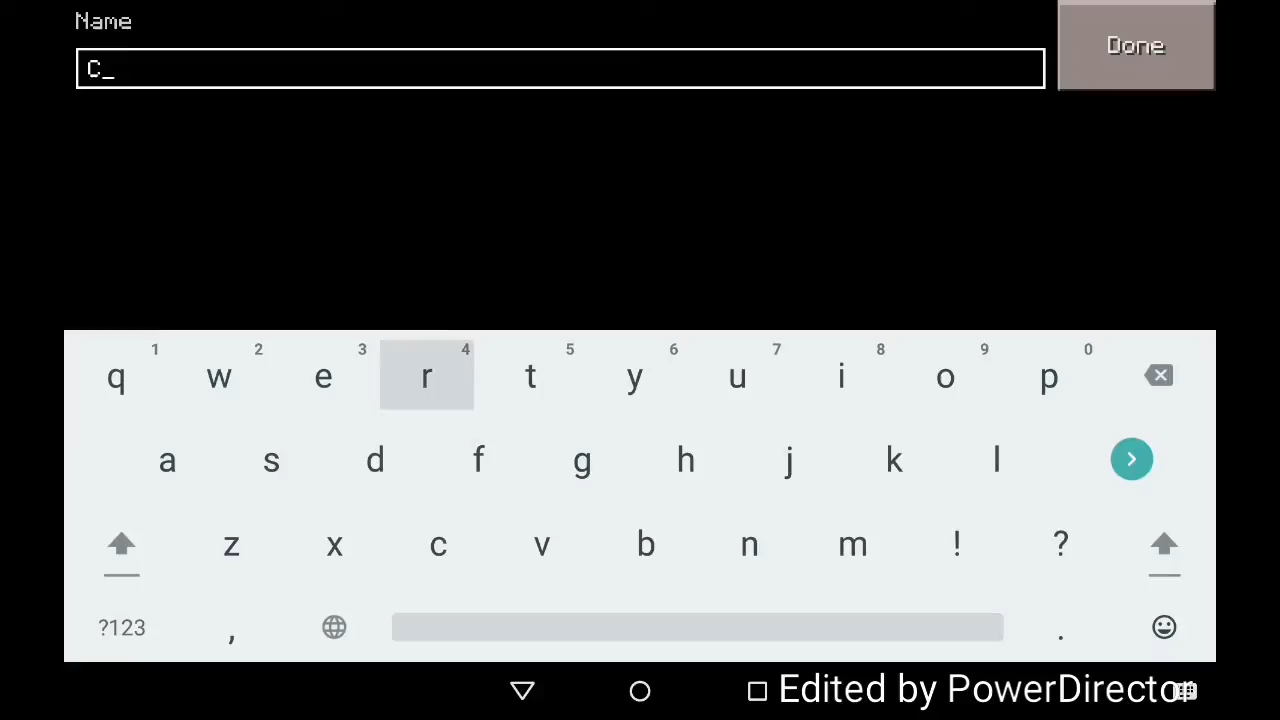 Name
C_
Done
1 2 3 4 5 6 7 8 9 0
q w e r t y u i o p
a s d f g h j k l
z x c v b n m ! ?
?123 , .
Edited by PowerDirector